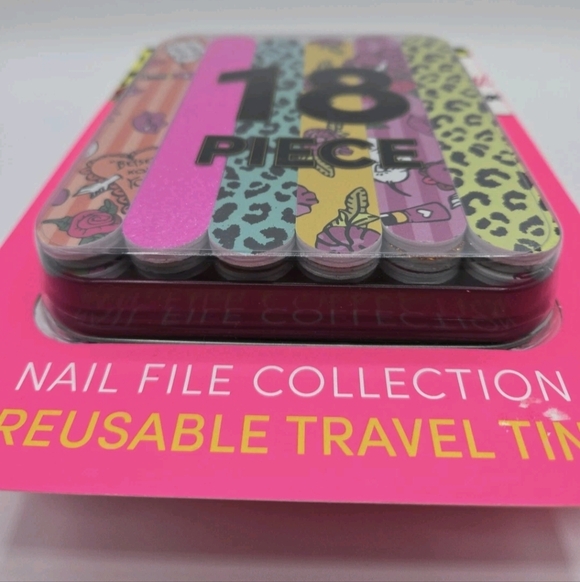 18
PIECE
NAIL FILE COLLECTION
REUSABLE TRAVEL TIN